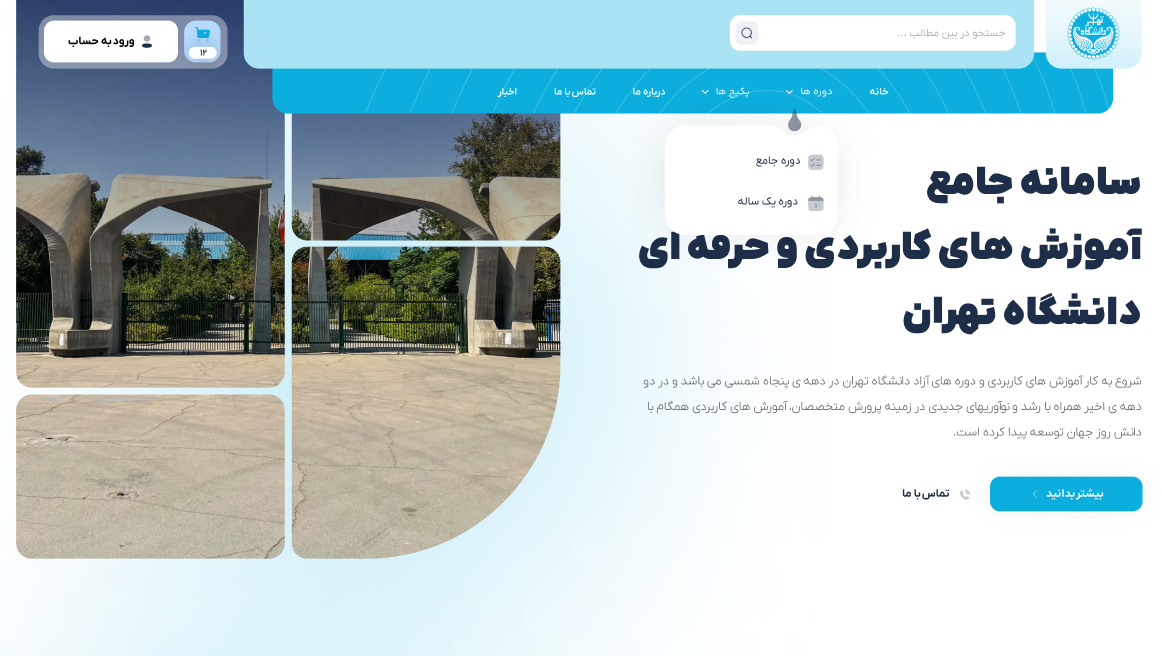 تهران
دانشگاه
جستجو در بین مطالب ...
ورود به حساب
۱۲
خانه
دوره ها
پکیج ها
درباره ما
تماس با ما
اخبار
دوره جامع
دوره یک ساله
سامانه جامع
آموزش های کاربردی و حرفه ای
دانشگاه تهران
شروع به کار آموزش های کاربردی و دوره های آزاد دانشگاه تهران در دهه ی پنجاه شمسی می باشد و در دو
دهه ی اخیر همراه با رشد و نوآوریهای جدیدی در زمینه پرورش متخصصان، آمورش های کاربردی همگام با
دانش روز جهان توسعه پیدا کرده است.
بیشتر بدانید
تماس با ما